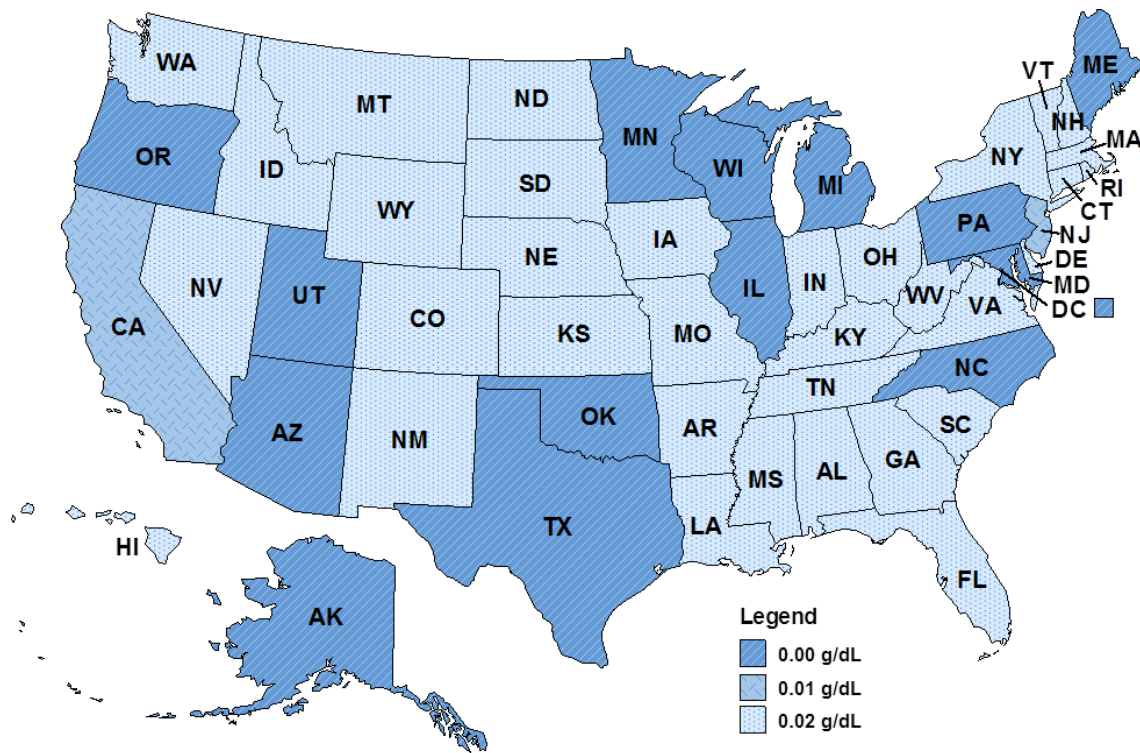 WA
MT
ND
MN
VT
ME
NH
MA
OR
ID
WY
SD
WI
MI
NY
RI
CT
NV
UT
CO
NE
IA
IL
IN
OH
PA
NJ
DE
MD
DC
CA
KS
MO
KY
WV
VA
AZ
NM
OK
AR
TN
NC
SC
TX
LA
MS
AL
GA
FL
HI
AK
Legend
0.00 g/dL
0.01 g/dL
0.02 g/dL